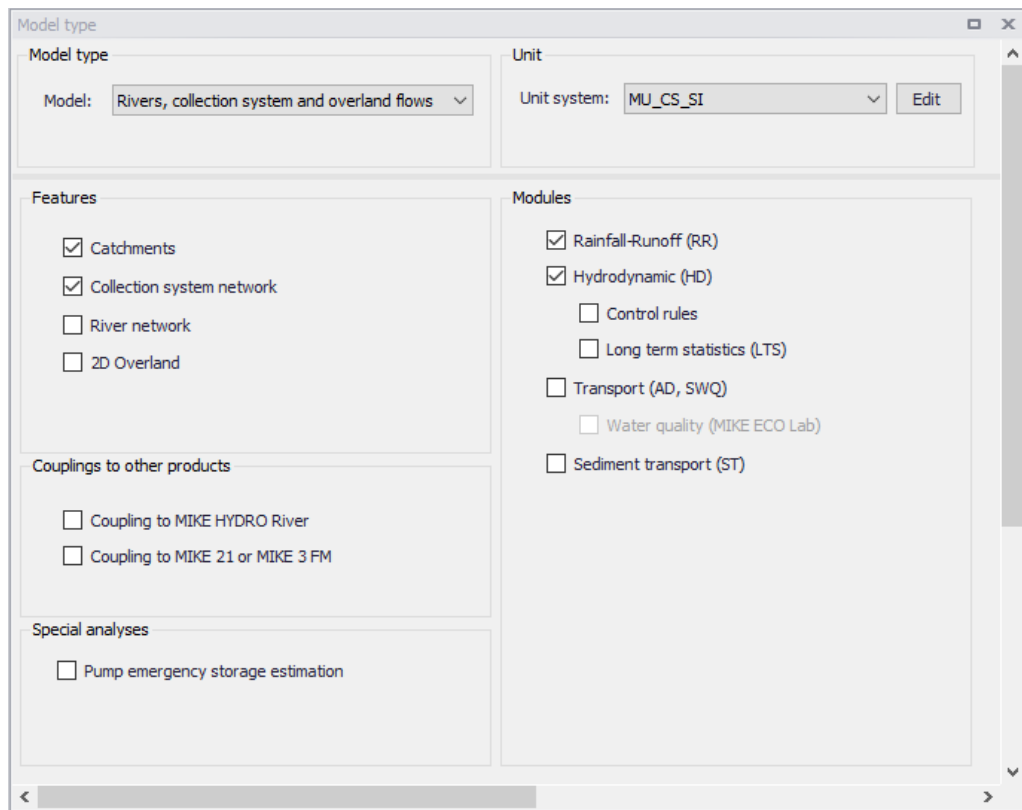 Model type
Model type
Model: Rivers, collection system and overland flows
Unit
Unit system: MU_CS_SI Edit
Features
Catchments
Collection system network
River network
2D Overland
Modules
Rainfall-Runoff (RR)
Hydrodynamic (HD)
Control rules
Long term statistics (LTS)
Transport (AD, SWQ)
Water quality (MIKE ECO Lab)
Sediment transport (ST)
Couplings to other products
Coupling to MIKE HYDRO River
Coupling to MIKE 21 or MIKE 3 FM
Special analyses
Pump emergency storage estimation